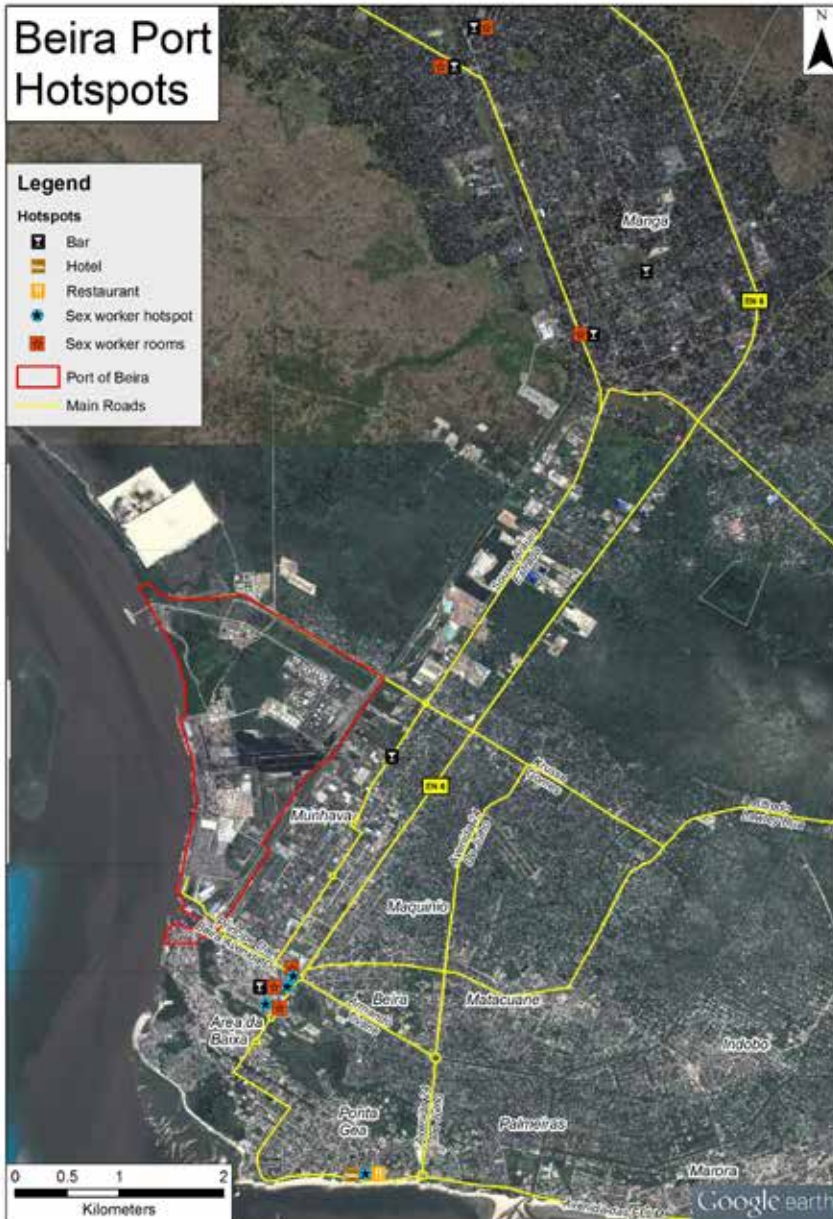 Beira Port
Hotspots
N
Legend
Hotspots
Bar
Hotel
Restaurant
Sex worker hotspot
Sex worker rooms
Port of Beira
Main Roads
Manga
EN 6
EN 6
Munhava
Maquinio
Beira
Matacuane
Area da
Baixa
Indobo
Ponta
Gea
Palmeiras
Marora
0 0.5 1 2
Kilometers
Google earth